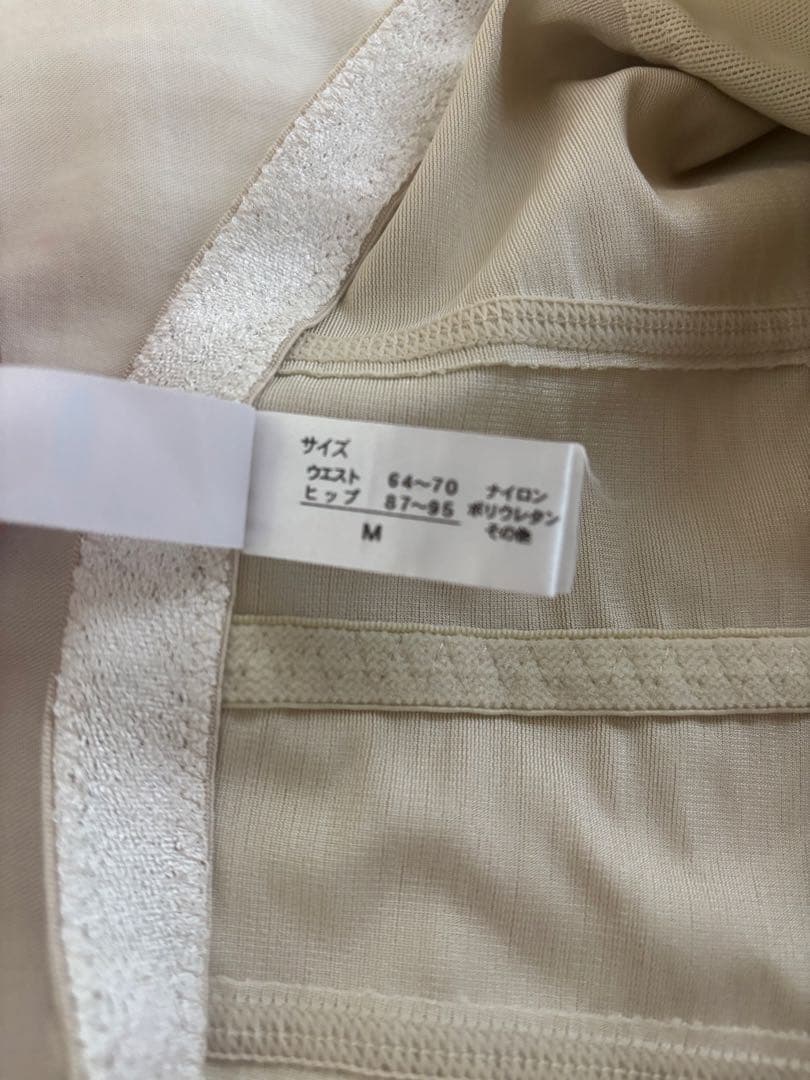 サイズ
ウエスト 64〜70
ヒップ 87〜95
M
ナイロン
ポリウレタン
その他